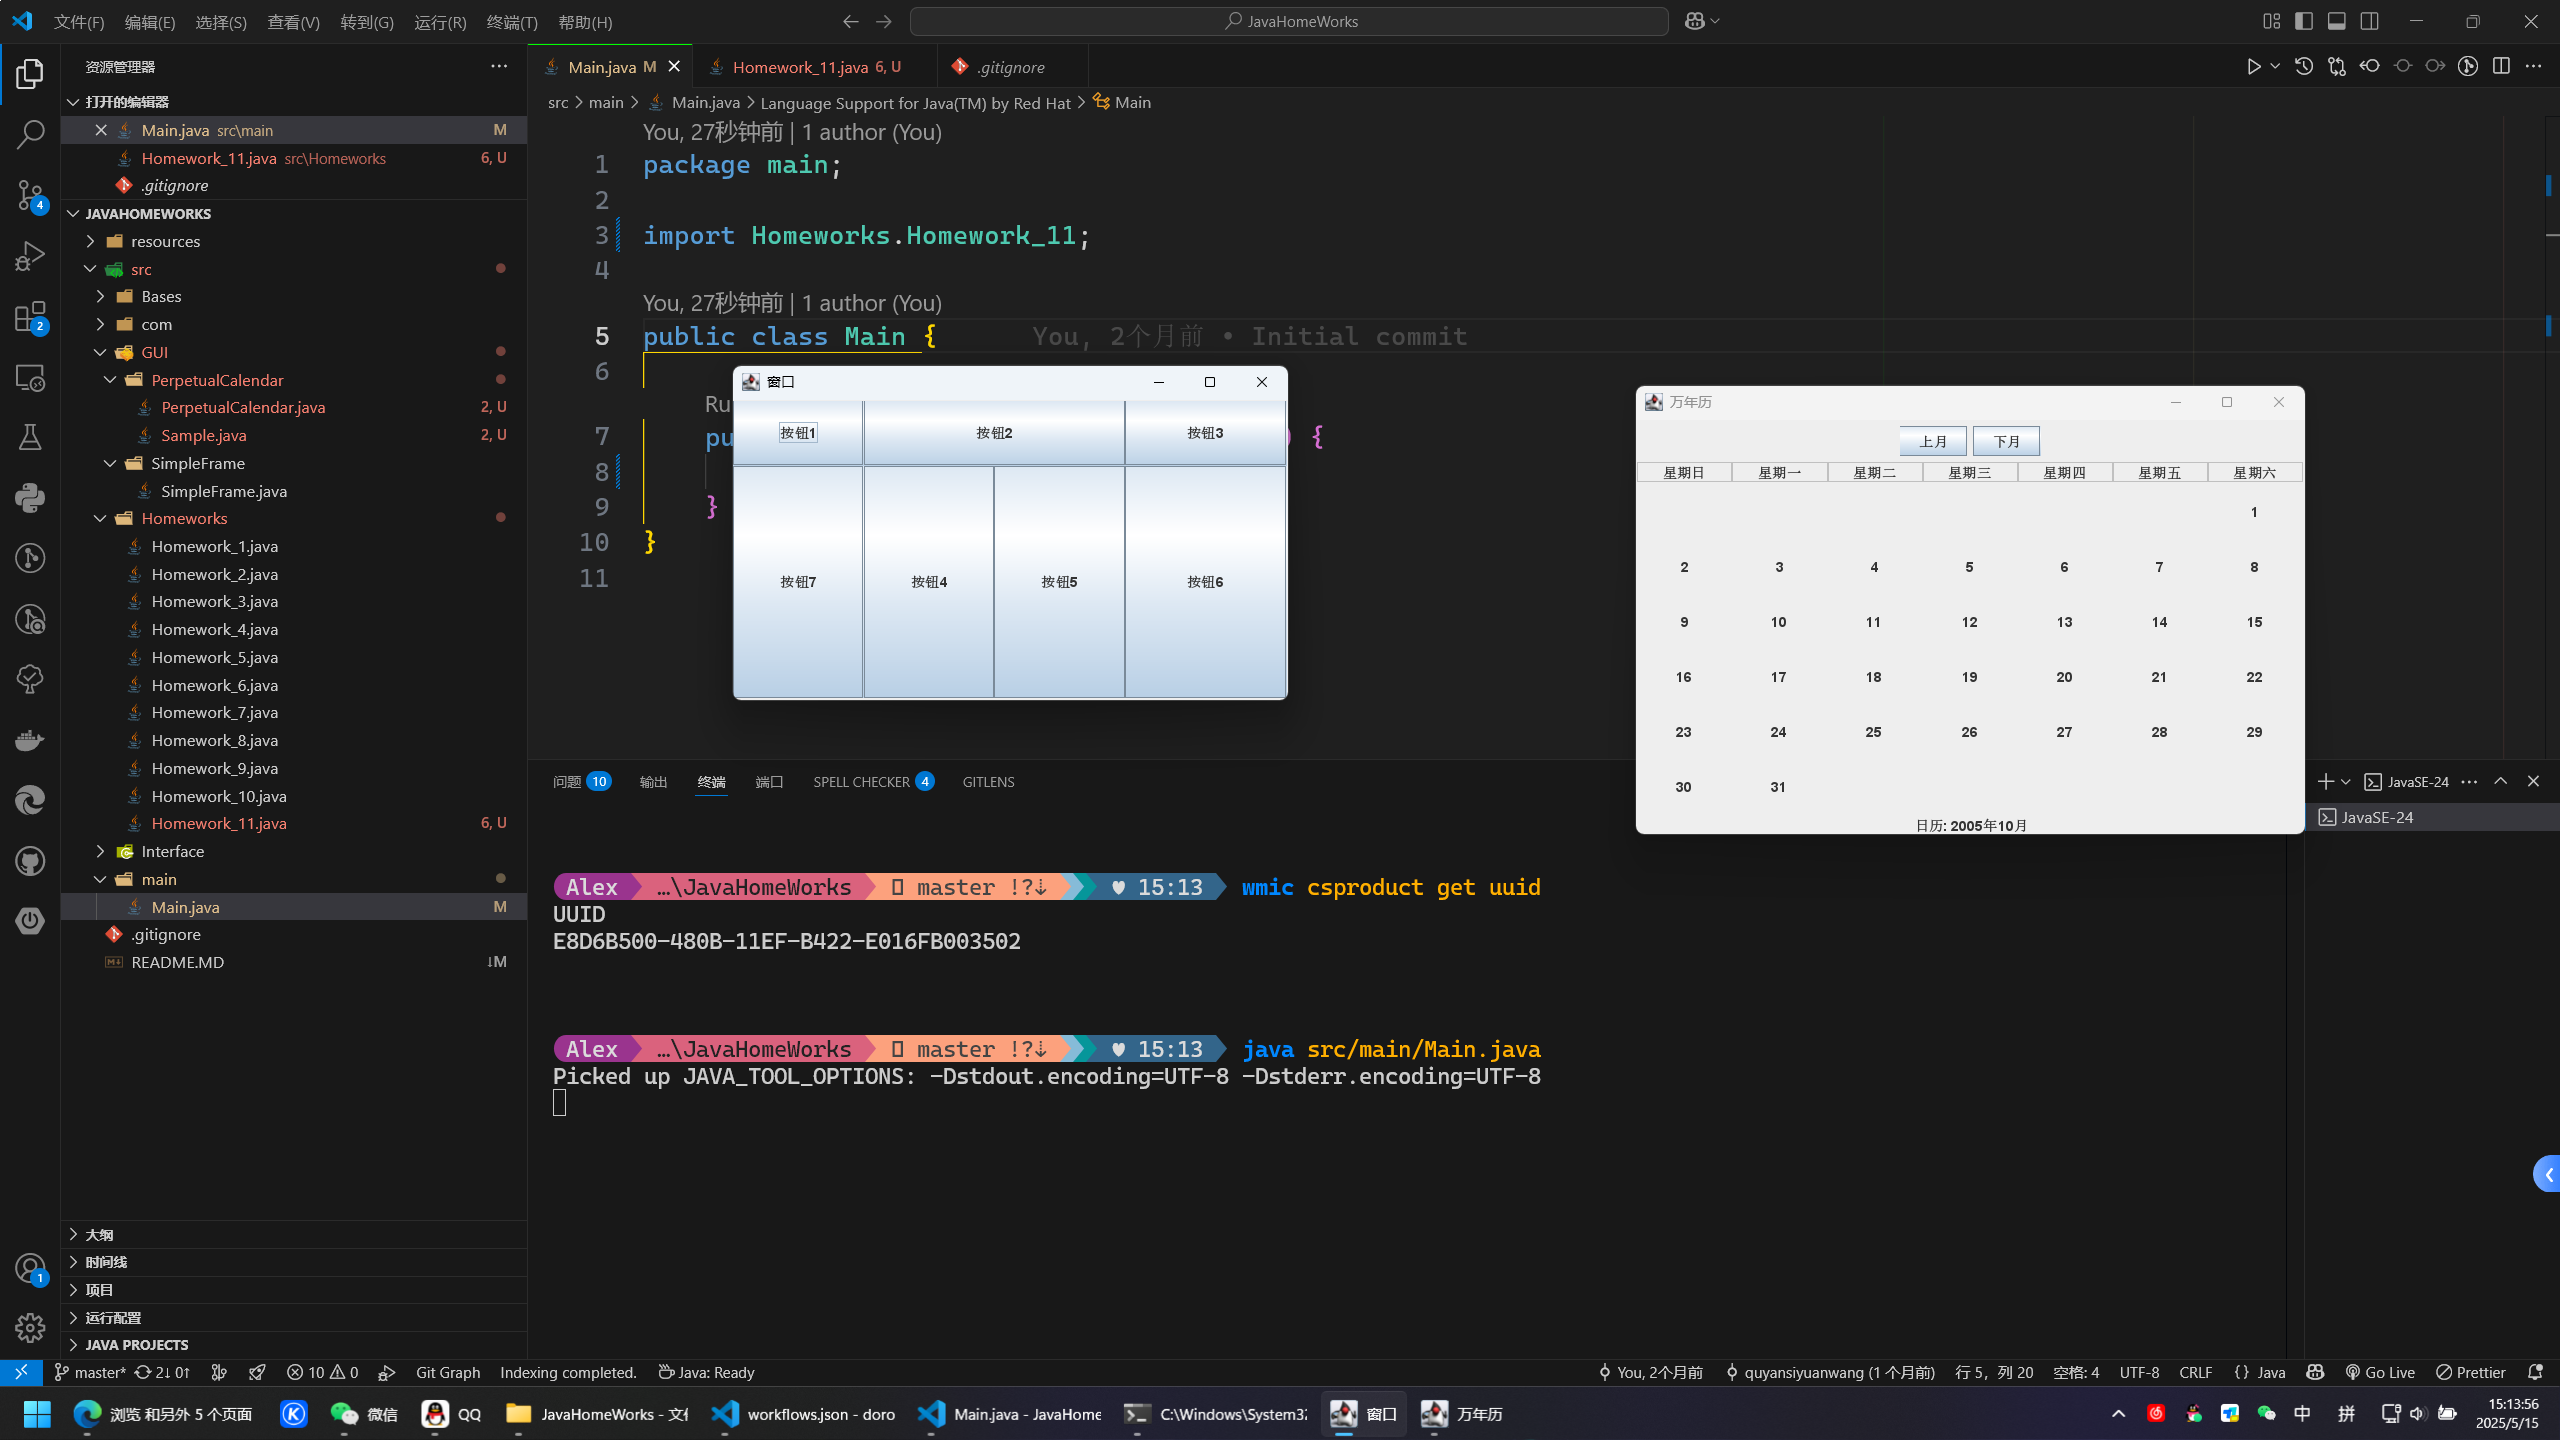 文件(F) 编辑(E) 选择(S) 查看(V) 转到(G) 运行(R) 终端(T) 帮助(H)
JavaHomeWorks
资源管理器
打开的编辑器
Main.java src\main M
Homework_11.java src\Homeworks 6, U
.gitignore
JAVAHOMEWORKS
resources
src
Bases
com
GUI
PerpetualCalendar
PerpetualCalendar.java 2, U
Sample.java 2, U
SimpleFrame
SimpleFrame.java
Homeworks
Homework_1.java
Homework_2.java
Homework_3.java
Homework_4.java
Homework_5.java
Homework_6.java
Homework_7.java
Homework_8.java
Homework_9.java
Homework_10.java
Homework_11.java 6, U
Interface
main
Main.java M
.gitignore
README.MD ↓M
大纲
时间线
项目
运行配置
JAVA PROJECTS
4
2
1
Main.java M
Homework_11.java 6, U
.gitignore
src > main > Main.java > Language Support for Java(TM) by Red Hat > Main
You, 27秒钟前 | 1 author (You)
1 package main;
2
3 import Homeworks.Homework_11;
4
You, 27秒钟前 | 1 author (You)
5 public class Main { You, 2个月前 • Initial commit
6
Ru
7 pu ) {
8
9 }
10 }
11
窗口
按钮1 按钮2 按钮3
按钮7 按钮4 按钮5 按钮6
万年历
上月 下月
星期日 星期一 星期二 星期三 星期四 星期五 星期六
1
2 3 4 5 6 7 8
9 10 11 12 13 14 15
16 17 18 19 20 21 22
23 24 25 26 27 28 29
30 31
日历: 2005年10月
问题 10 输出 终端 端口 SPELL CHECKER 4 GITLENS
JavaSE-24
JavaSE-24
Alex …\JavaHomeWorks master !?⇣ ♥ 15:13 wmic csproduct get uuid
UUID
E8D6B500-480B-11EF-B422-E016FB003502
Alex …\JavaHomeWorks master !?⇣ ♥ 15:13 java src/main/Main.java
Picked up JAVA_TOOL_OPTIONS: -Dstdout.encoding=UTF-8 -Dstderr.encoding=UTF-8
master* 2↓ 0↑ 10 0 Git Graph Indexing completed. Java: Ready
You, 2个月前 quyansiyuanwang (1 个月前) 行 5，列 20 空格: 4 UTF-8 CRLF {} Java Go Live Prettier
浏览 和另外 5 个页面 微信 QQ JavaHomeWorks - 文 workflows.json - doro Main.java - JavaHome C:\Windows\System32 窗口 万年历
中 拼
15:13:56
2025/5/15